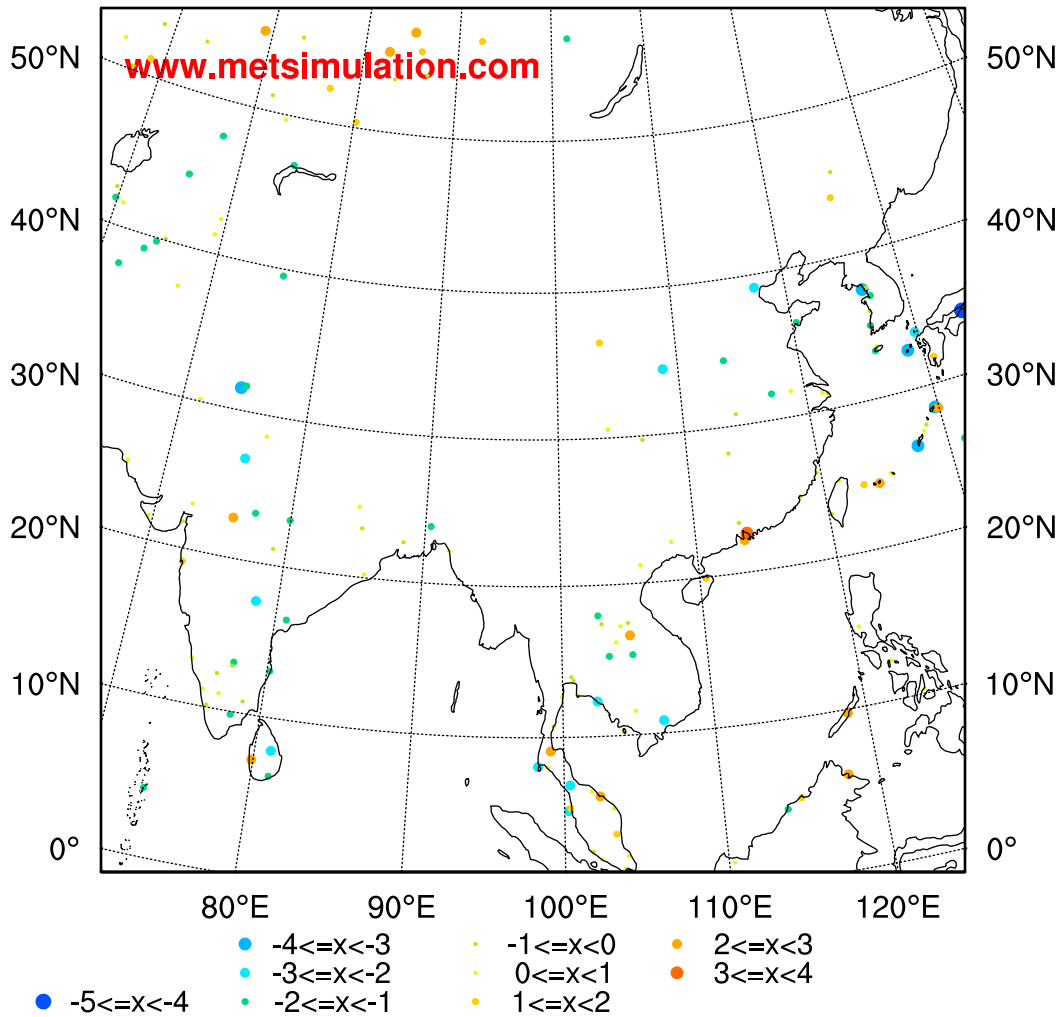 50°N 50°N
www.metsimulation.com
40°N 40°N
30°N 30°N
20°N 20°N
10°N 10°N
0° 0°
80°E 90°E 100°E 110°E 120°E
-4<=x<-3 -1<=x<0 2<=x<3
-3<=x<-2 0<=x<1 3<=x<4
-5<=x<-4 -2<=x<-1 1<=x<2